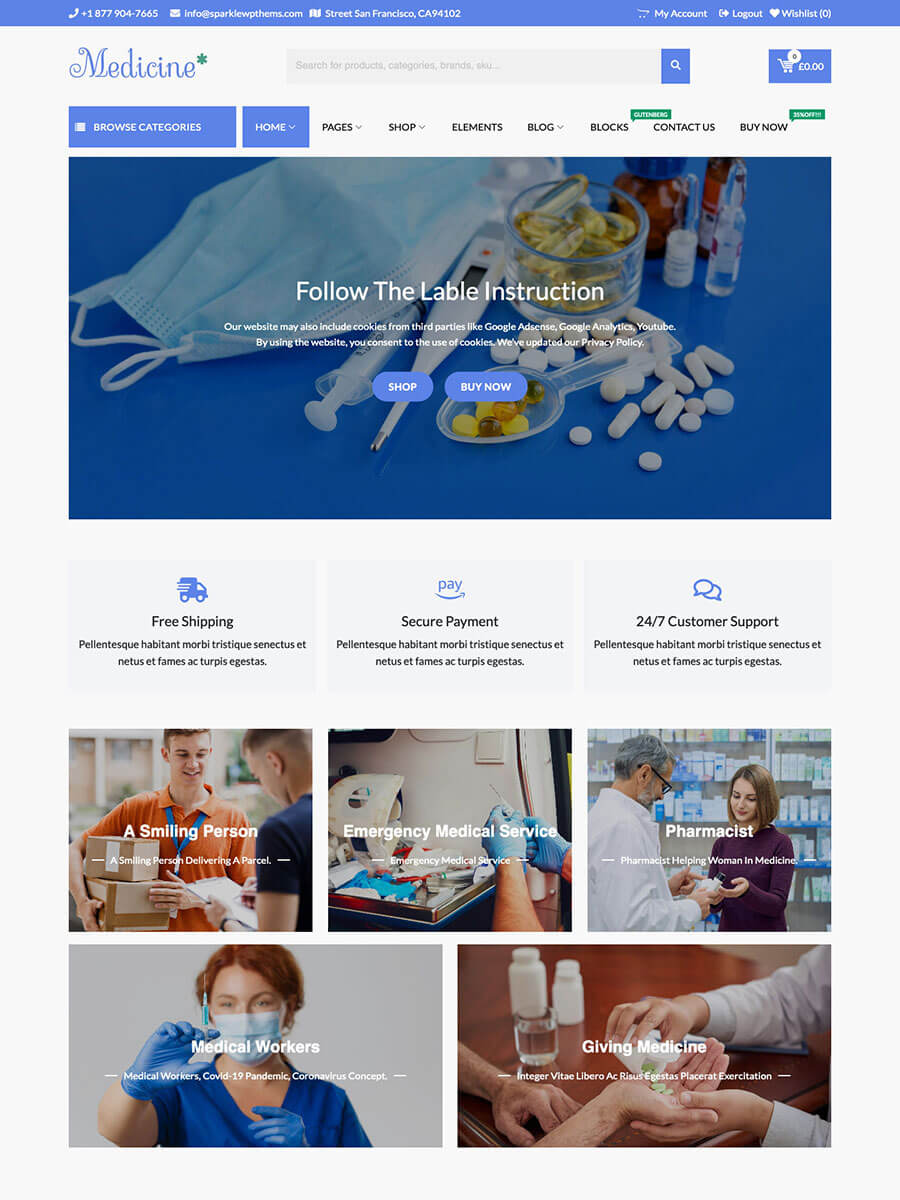 +1 877 904-7665 info@sparklewpthems.com Street San Francisco, CA94102 My Account Logout Wishlist (0)
Medicine*
Search for products, categories, brands, sku...
0
£0.00
GUTENBERG 35%OFF!!!
BROWSE CATEGORIES HOME PAGES SHOP ELEMENTS BLOG BLOCKS CONTACT US BUY NOW
Follow The Lable Instruction
Our website may also include cookies from third parties like Google Adsense, Google Analytics, Youtube.
By using the website, you consent to the use of cookies. We've updated our Privacy Policy.
SHOP BUY NOW
pay
Free Shipping
Pellentesque habitant morbi tristique senectus et
netus et fames ac turpis egestas.
Secure Payment
Pellentesque habitant morbi tristique senectus et
netus et fames ac turpis egestas.
24/7 Customer Support
Pellentesque habitant morbi tristique senectus et
netus et fames ac turpis egestas.
A Smiling Person
A Smiling Person Delivering A Parcel.
Emergency Medical Service
Emergency Medical Service
Pharmacist
Pharmacist Helping Woman In Medicine.
Medical Workers
Medical Workers, Covid-19 Pandemic, Coronavirus Concept.
Giving Medicine
Integer Vitae Libero Ac Risus Egestas Placerat Exercitation